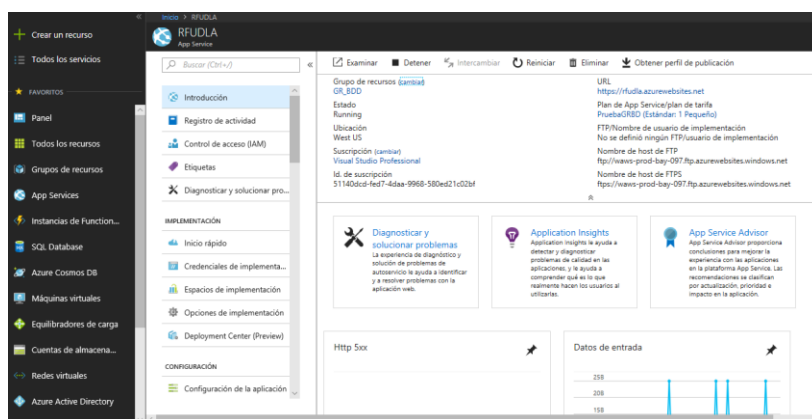 Inicio > RFUDLA
RFUDLA
App Service
Crear un recurso
Todos los servicios
FAVORITOS
Panel
Todos los recursos
Grupos de recursos
App Services
Instancias de Function...
SQL Database
Azure Cosmos DB
Máquinas virtuales
Equilibradores de carga
Cuentas de almacena...
Redes virtuales
Azure Active Directory
Buscar (Ctrl+/)
Introducción
Registro de actividad
Control de acceso (IAM)
Etiquetas
Diagnosticar y solucionar pro...
IMPLEMENTACIÓN
Inicio rápido
Credenciales de implementa...
Espacios de implementación
Opciones de implementación
Deployment Center (Preview)
CONFIGURACIÓN
Configuración de la aplicación
Examinar Detener Intercambiar Reiniciar Eliminar Obtener perfil de publicación
Grupo de recursos (cambiar)
GR_BDD
Estado
Running
Ubicación
West US
Suscripción (cambiar)
Visual Studio Professional
Id. de suscripción
51140dcd-fed7-4daa-9968-580ed21c02bf
URL
https://rfudla.azurewebsites.net
Plan de App Service/plan de tarifa
PruebaGRBD (Estándar: 1 Pequeño)
FTP/Nombre de usuario de implementación
No se definió ningún FTP/usuario de implementación
Nombre de host de FTP
ftp://waws-prod-bay-097.ftp.azurewebsites.windows.net
Nombre de host de FTPS
ftps://waws-prod-bay-097.ftp.azurewebsites.windows.net
Diagnosticar y
solucionar problemas
La experiencia de diagnóstico y
solución de problemas de
autoservicio le ayuda a identificar
y a resolver problemas con la
aplicación web.
Application Insights
Application Insights le ayuda a
detectar y diagnosticar
problemas de calidad en las
aplicaciones, y le ayuda a
comprender qué es lo que
realmente hacen los usuarios al
utilizarlas.
App Service Advisor
App Service Advisor proporciona
conclusiones para mejorar la
experiencia con las aplicaciones
en la plataforma App Service. Las
recomendaciones se clasifican
por actualización, prioridad e
impacto en la aplicación.
Http 5xx
Datos de entrada
25B
20B
15B